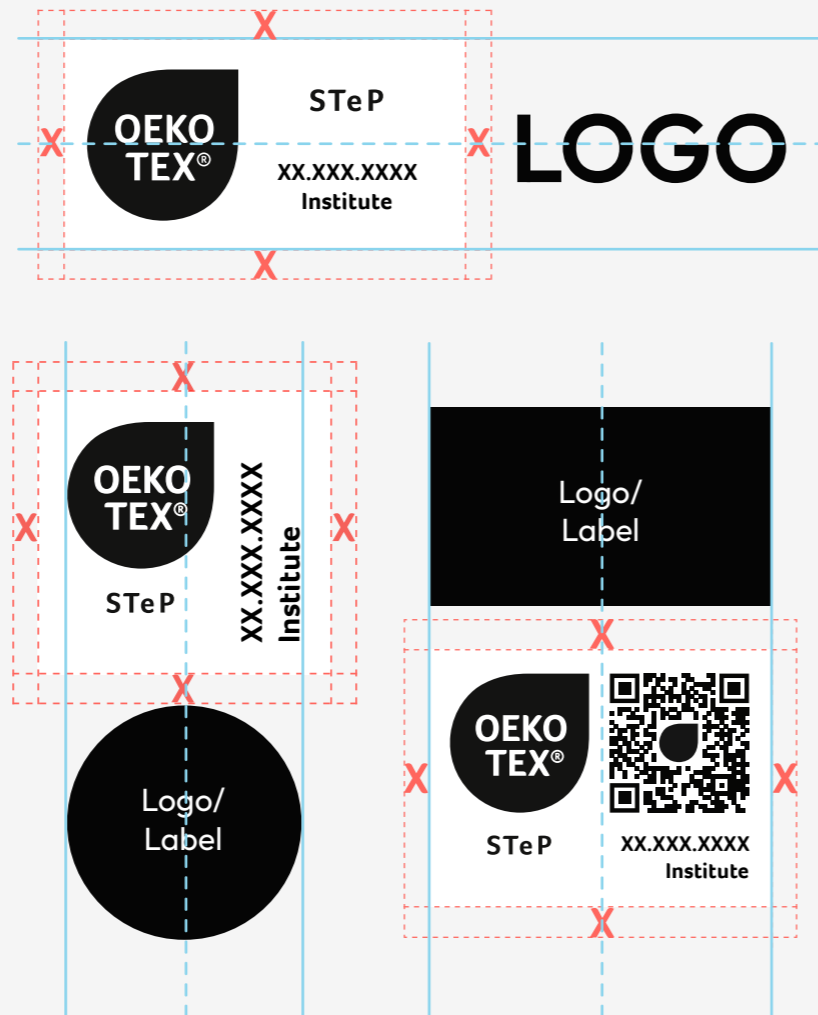 X
X
OEKO
TEX®
STeP
XX.XXX.XXXX
Institute
X
LOGO
X
X
X
OEKO
TEX®
STeP
XX.XXX.XXXX
Institute
X
X
Logo/
Label
Logo/
Label
X
X
OEKO
TEX®
STeP
XX.XXX.XXXX
Institute
X
X